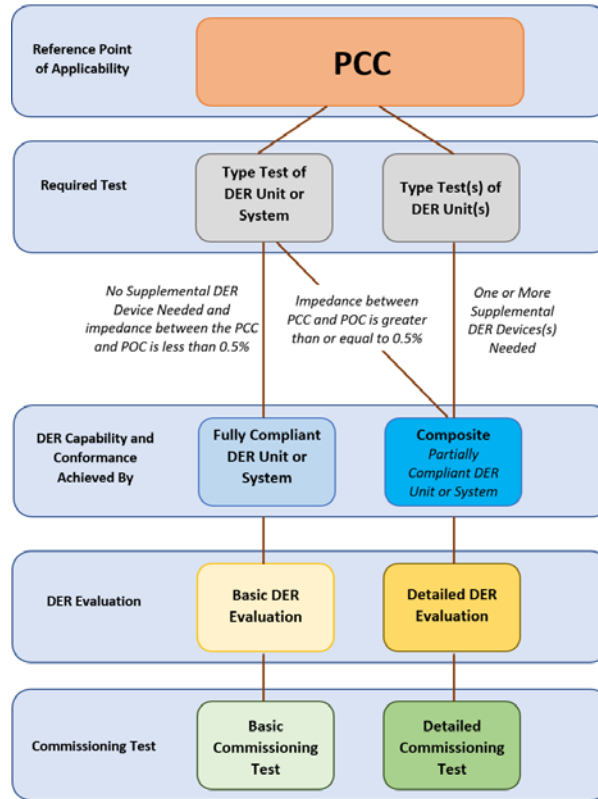 Reference Point
of Applicability
PCC
Required Test
Type Test of
DER Unit or
System
Type Test(s) of
DER Unit(s)
No Supplemental DER
Device Needed and
impedance between the PCC
and POC is less than 0.5%
Impedance between
PCC and POC is greater
than or equal to 0.5%
One or More
Supplemental
DER Devices(s)
Needed
DER Capability and
Conformance
Achieved By
Fully Compliant
DER Unit or
System
Composite
Partially
Compliant DER
Unit or System
DER Evaluation
Basic DER
Evaluation
Detailed DER
Evaluation
Commissioning Test
Basic
Commissioning
Test
Detailed
Commissioning
Test